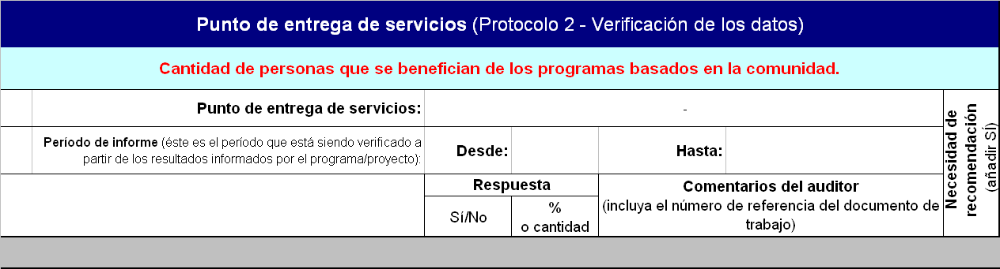 Punto de entrega de servicios (Protocolo 2 - Verificación de los datos)
Cantidad de personas que se benefician de los programas basados en la comunidad.
Punto de entrega de servicios:
-
Período de informe (éste es el período que está siendo verificado a
partir de los resultados informados por el programa/proyecto):
Desde:
Hasta:
Respuesta
Sí/No
%
o cantidad
Comentarios del auditor
(incluya el número de referencia del documento de
trabajo)
Necesidad de
recomendación
(añadir SÍ)